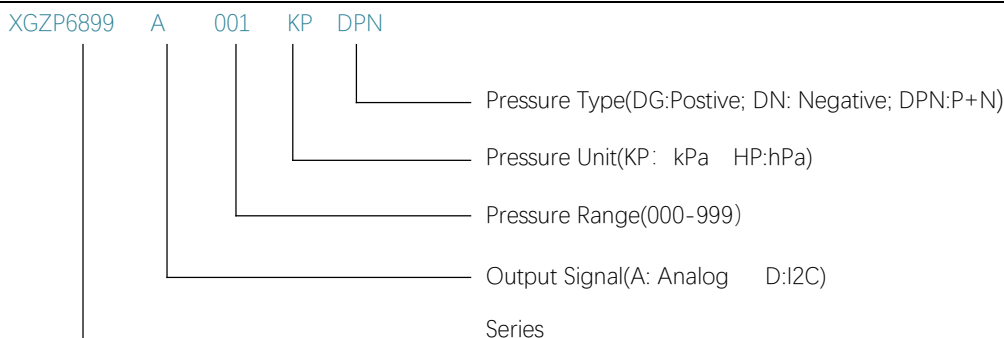 XGZP6899 A 001 KP DPN
Pressure Type(DG:Postive; DN: Negative; DPN:P+N)
Pressure Unit(KP： kPa HP:hPa)
Pressure Range(000-999）
Output Signal(A: Analog D:I2C)
Series